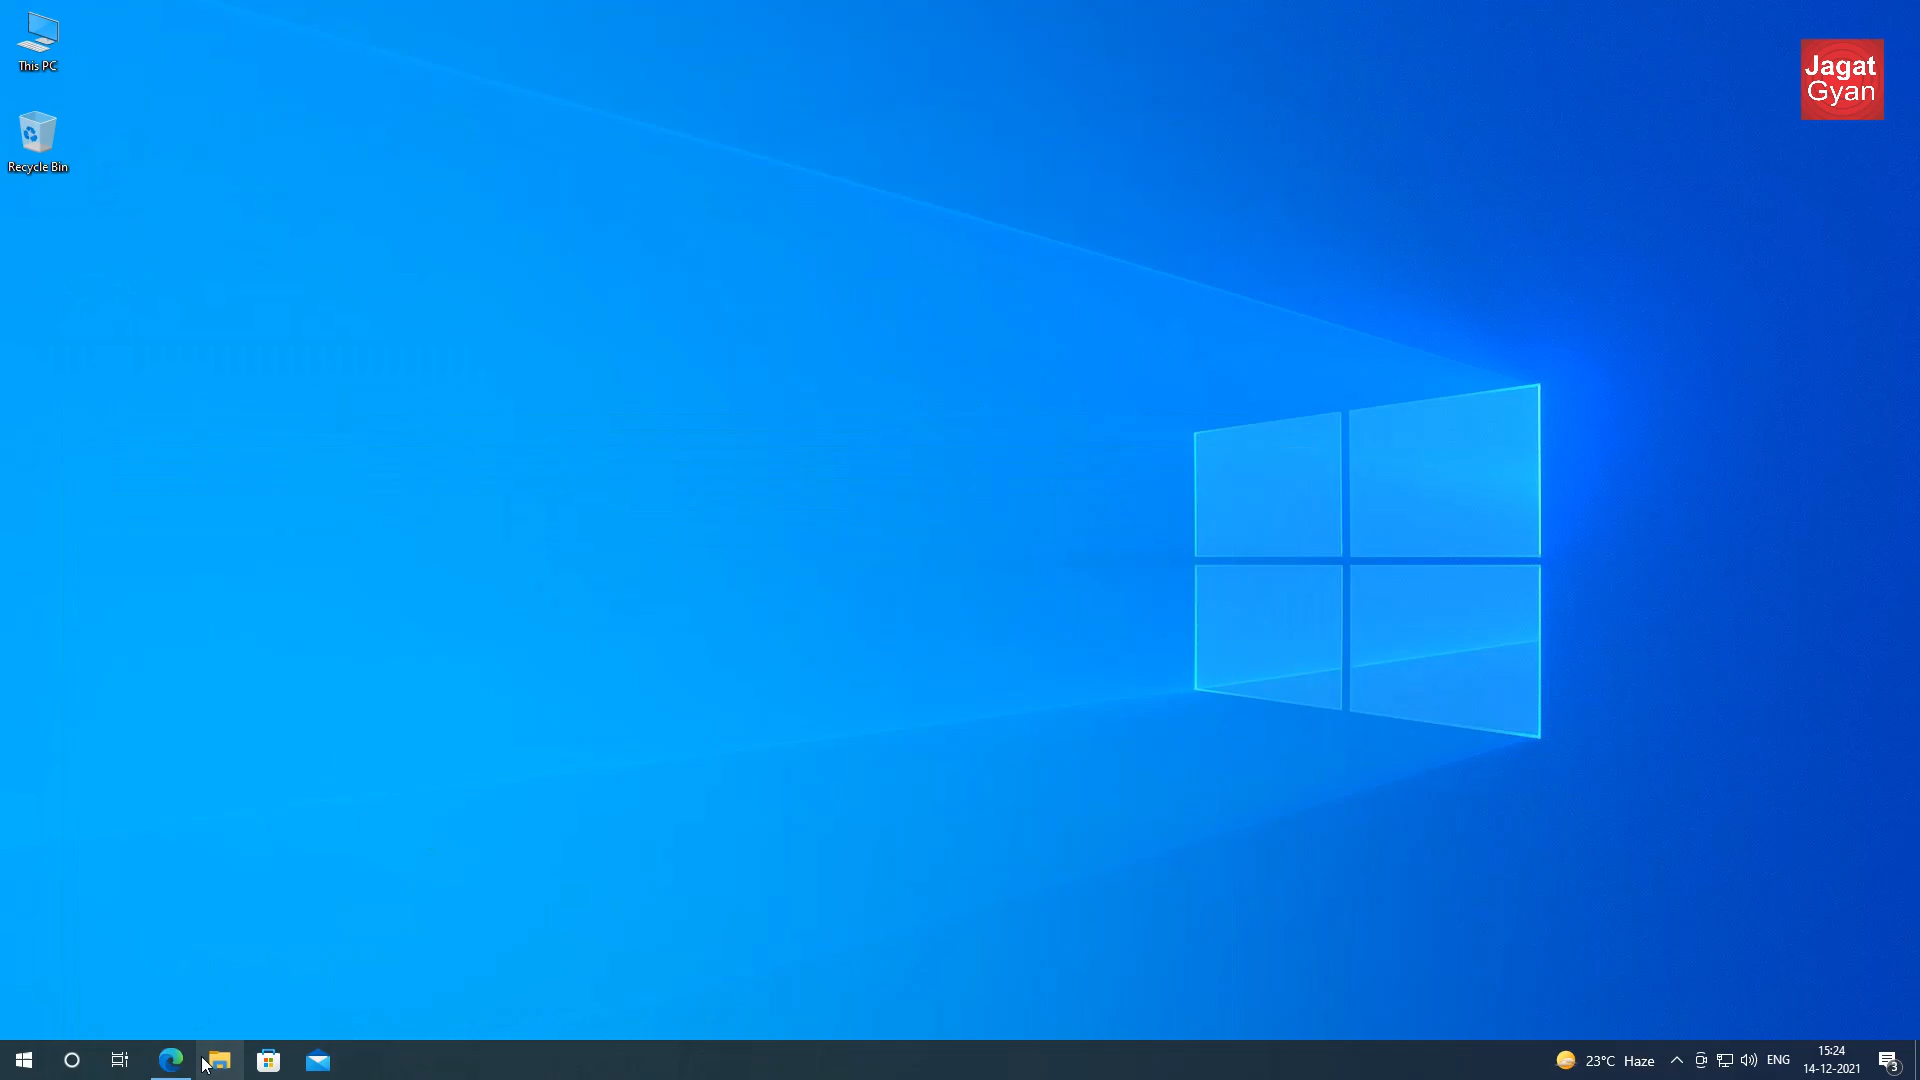 This PC
Jagat
Gyan
Recycle Bin
23°C Haze
ENG
15:24
14-12-2021
3